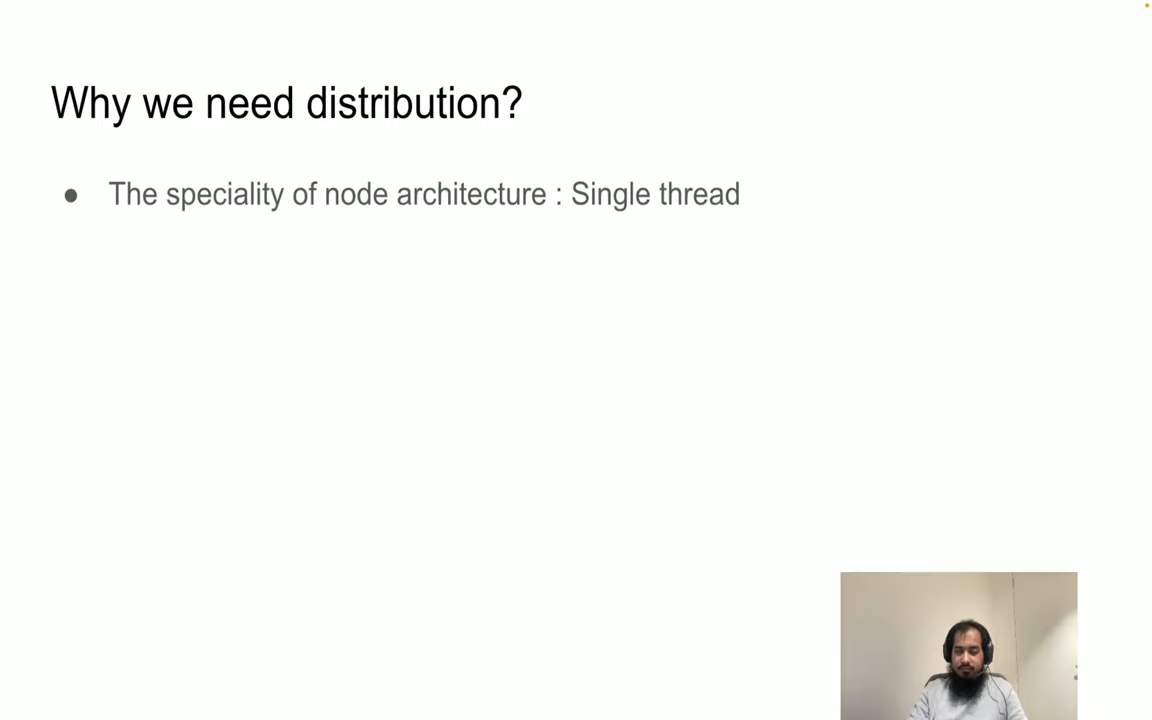 Why we need distribution?
● The speciality of node architecture : Single thread